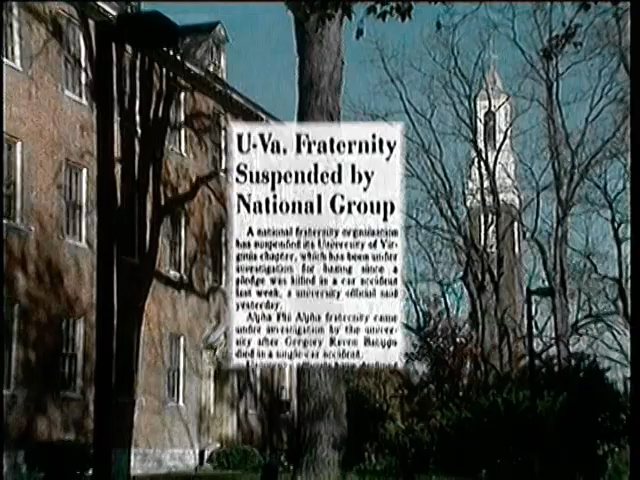 U-Va. Fraternity
Suspended by
National Group
A national fraternity organization
has suspended its University of Vir-
ginia chapter, which has been under
investigation for hazing since a
pledge was killed in a car accident
last week, a university official said
yesterday.
Alpha Phi Alpha fraternity came
under investigation by the univer-
sity after Gregory Raven
died in a single-car accident.